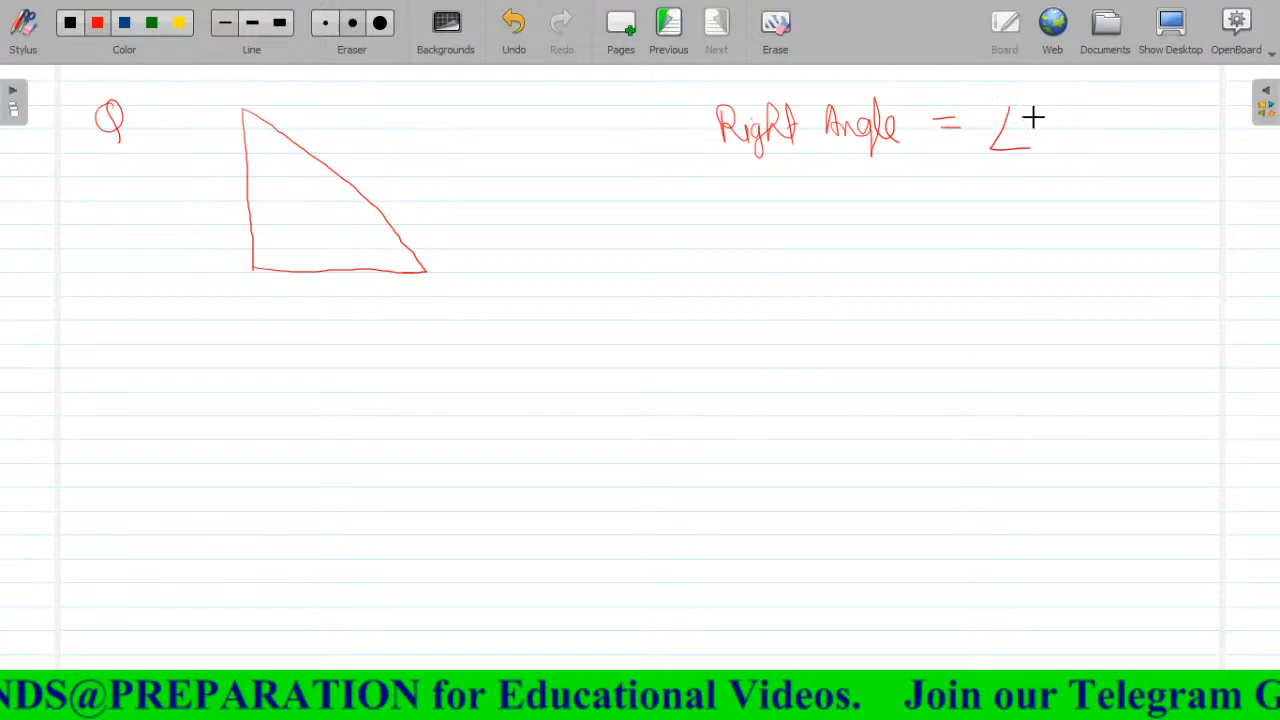 Stylus Color Line Eraser Backgrounds Undo Redo Pages Previous Next Erase Board Web Documents Show Desktop OpenBoard
Q Right Angle = ∠
NDS@PREPARATION for Educational Videos. Join our Telegram G